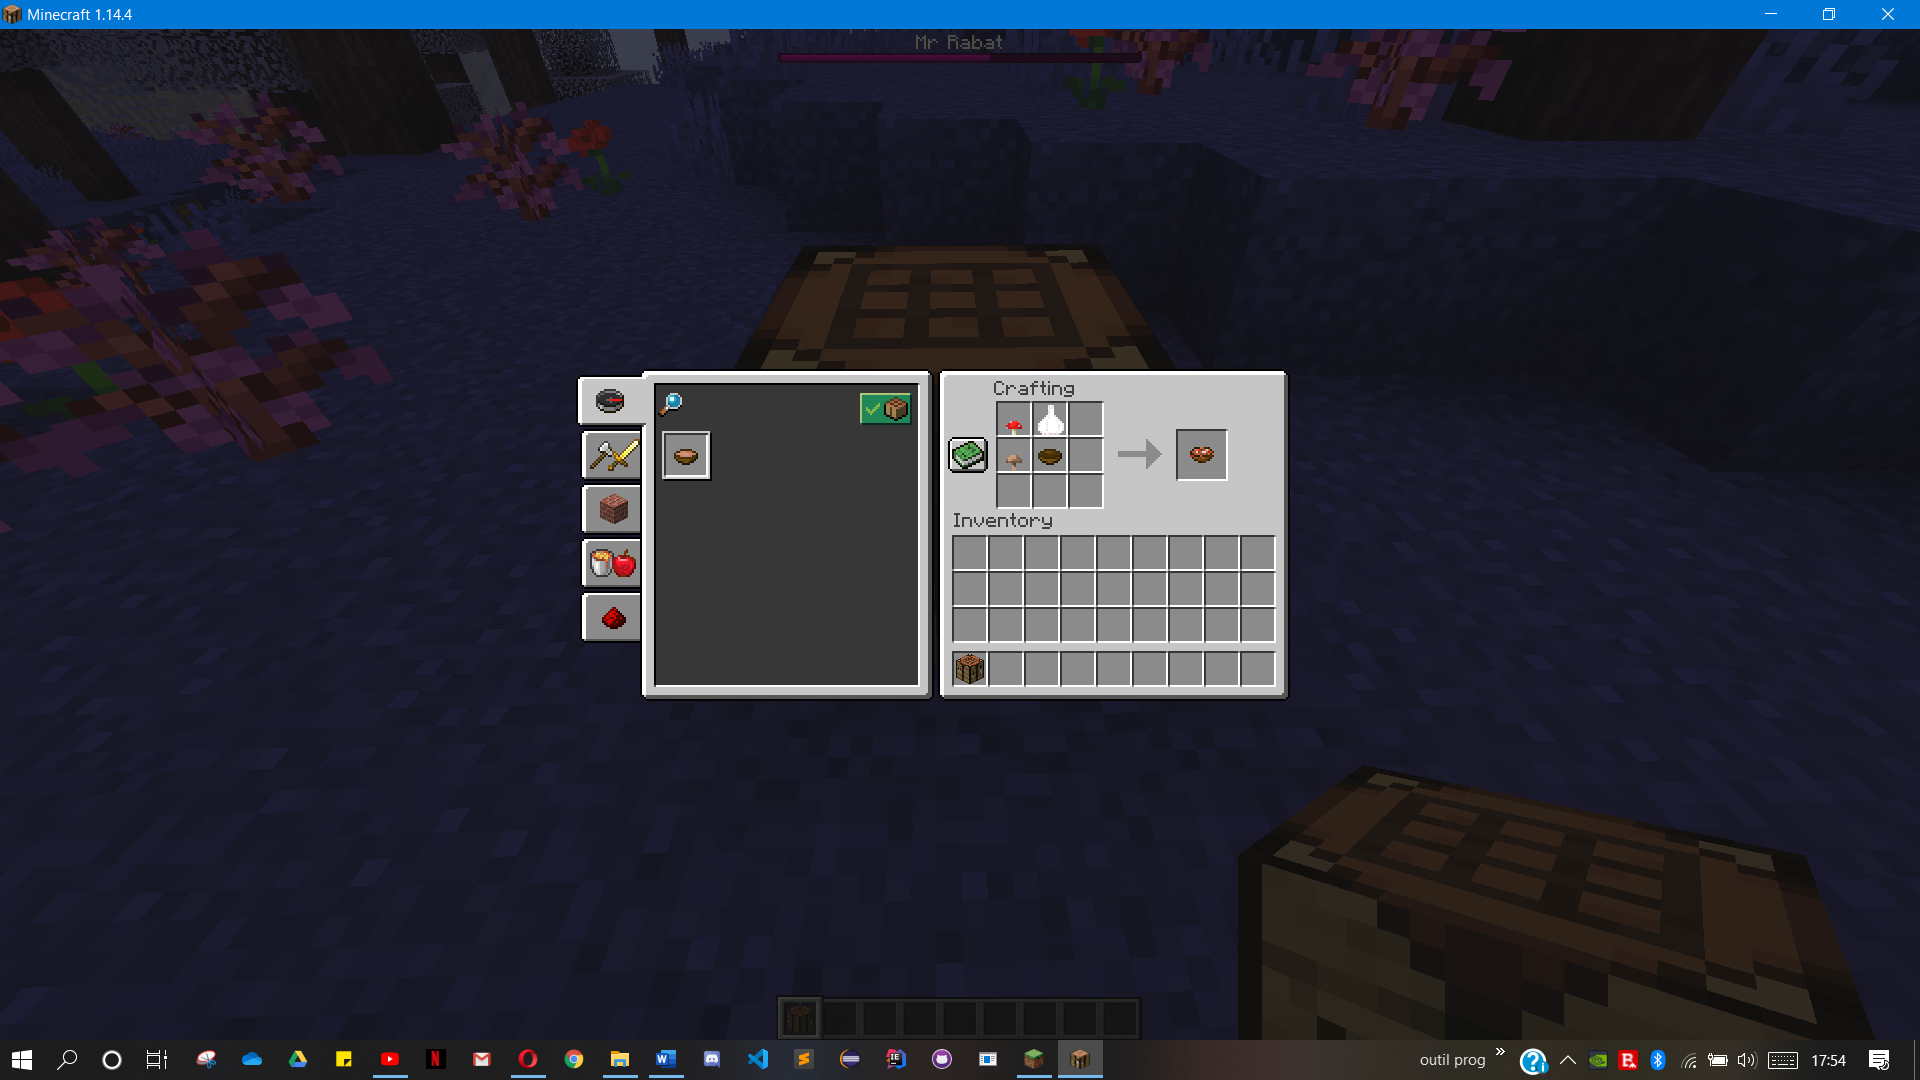 Minecraft 1.14.4
Mr Rabat
Crafting
Inventory
outil prog
17:54